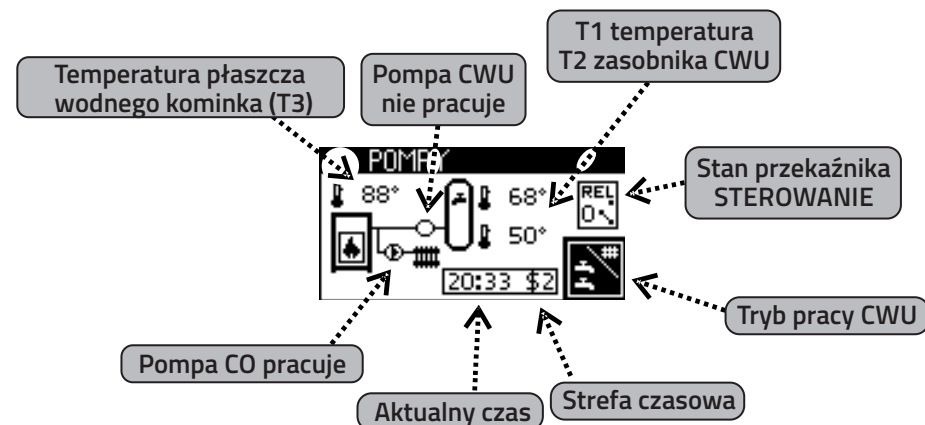 T1 temperatura
T2 zasobnika CWU
Temperatura płaszcza
wodnego kominka (T3)
Pompa CWU
nie pracuje
POMPY
88°
68°
REL
0
50°
20:33 $2
Stan przekaźnika
STEROWANIE
Tryb pracy CWU
Pompa CO pracuje
Aktualny czas
Strefa czasowa